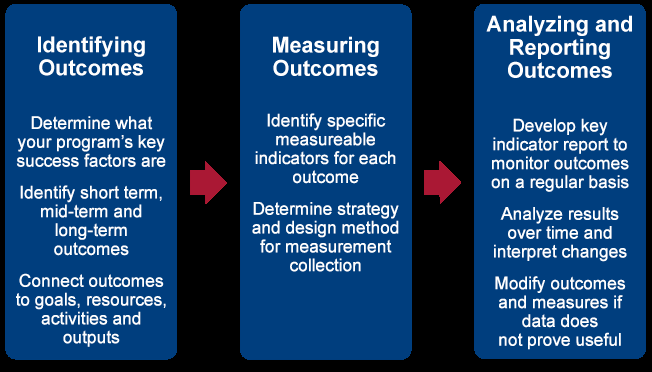 Identifying
Outcomes
Determine what
your program's key
success factors are
Identify short term,
mid-term and
long-term
outcomes
Connect outcomes
to goals, resources,
activities and
outputs
Measuring
Outcomes
Identify specific
measureable
indicators for each
outcome
Determine strategy
and design method
for measurement
collection
Analyzing and
Reporting
Outcomes
Develop key
indicator report to
monitor outcomes
on a regular basis
Analyze results
over time and
interpret changes
Modify outcomes
and measures if
data does
not prove useful